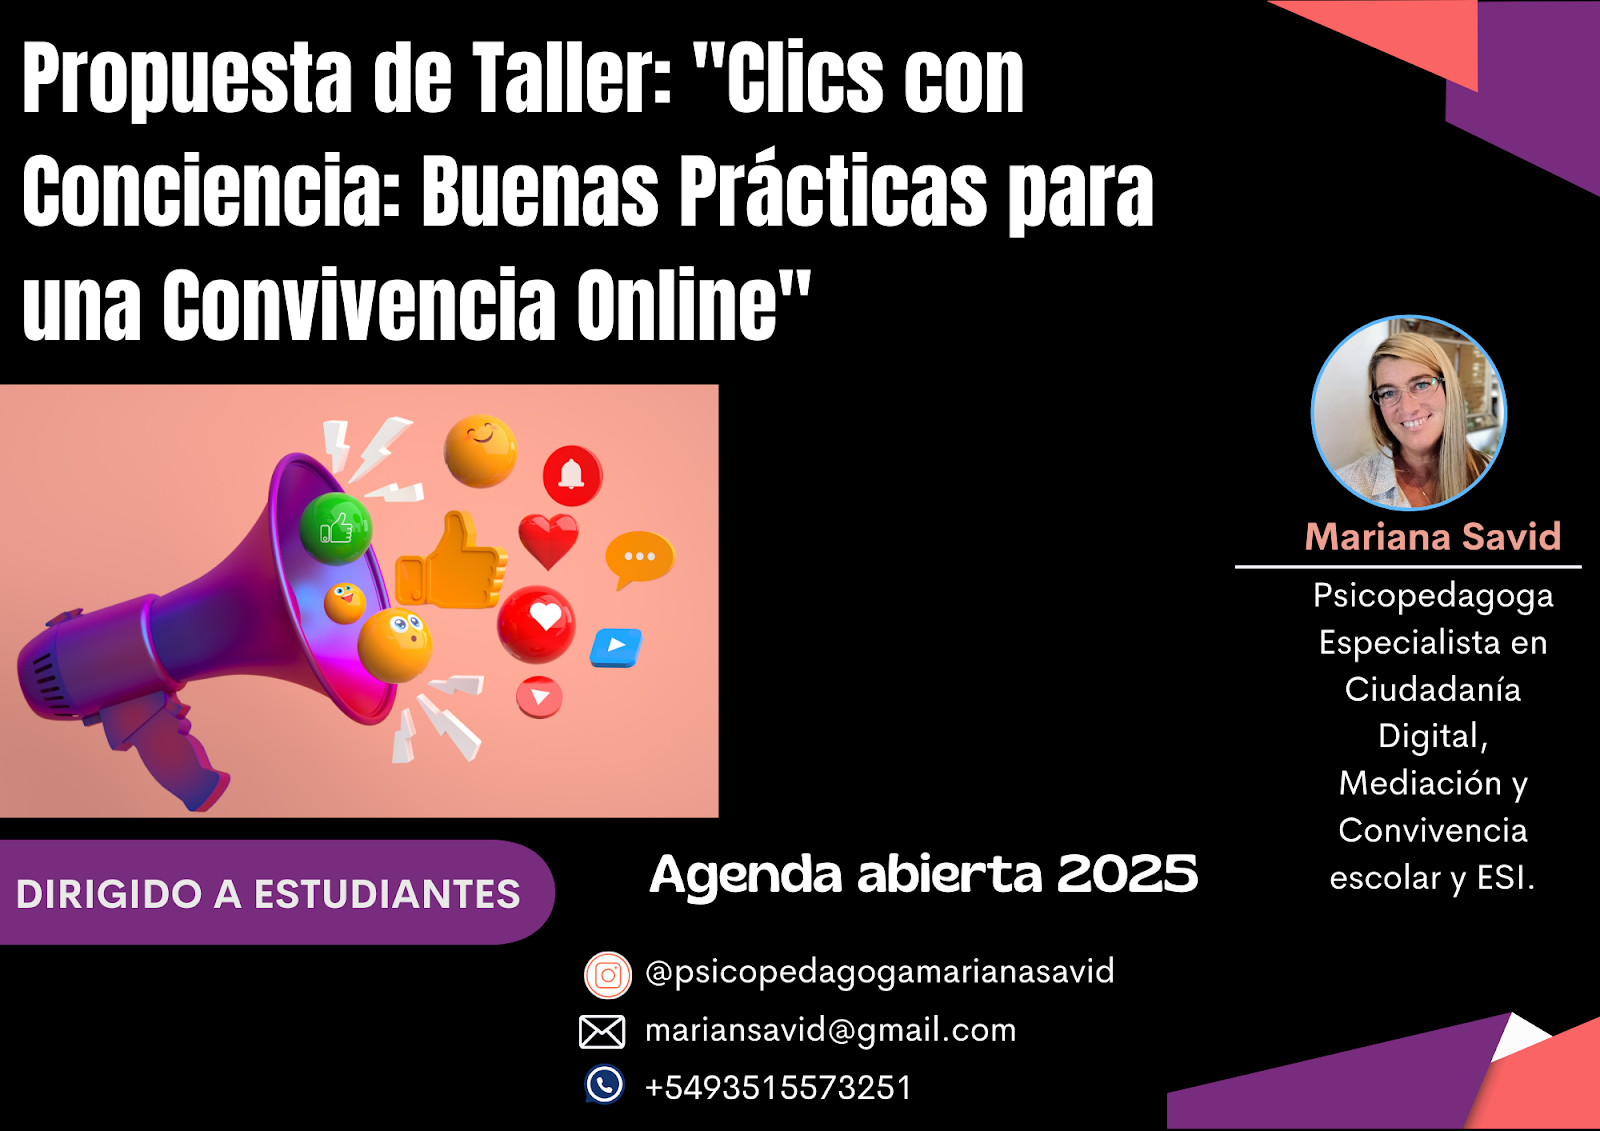 Propuesta de Taller: "Clics con
Conciencia: Buenas Prácticas para
una Convivencia Online"
Mariana Savid
Psicopedagoga
Especialista en
Ciudadanía
Digital,
Mediación y
Convivencia
escolar y ESI.
DIRIGIDO A ESTUDIANTES
Agenda abierta 2025
@psicopedagogamarianasavid
mariansavid@gmail.com
+5493515573251